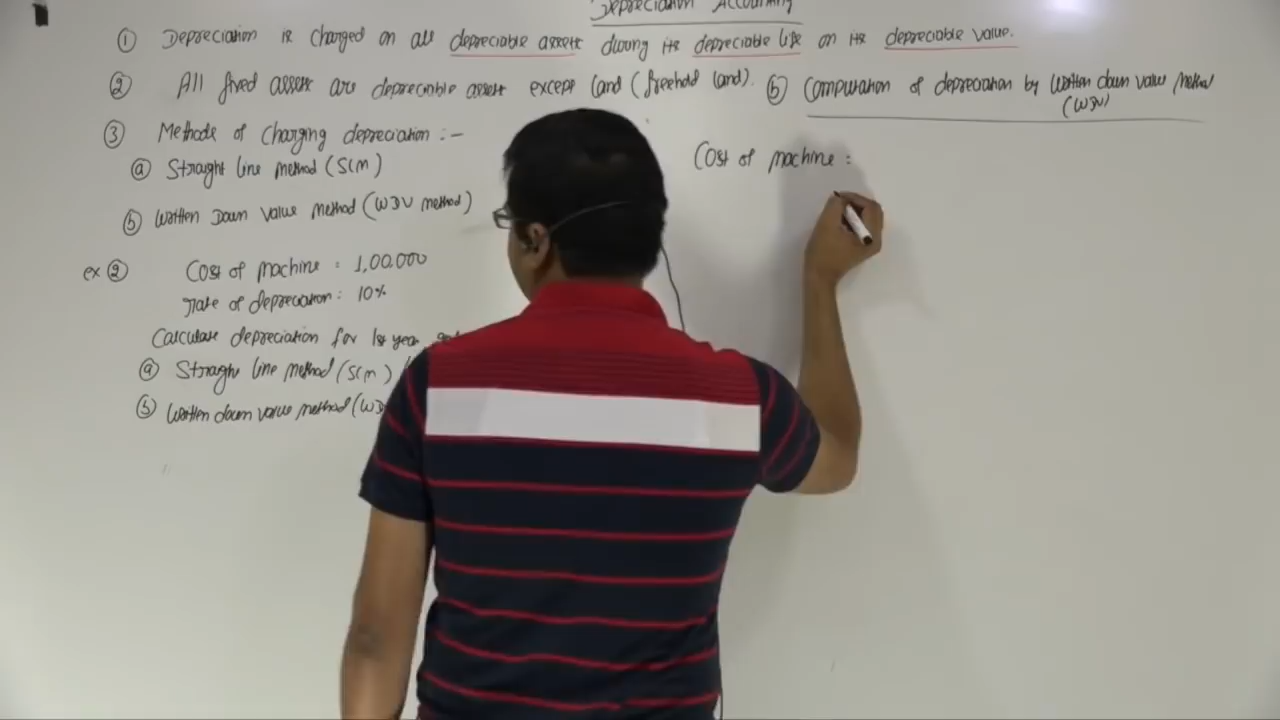 Depreciation Accounting
① Depreciation is charged on all depreciable assets during its depreciable life on its depreciable value.
② All fixed assets are depreciable assets except land (freehold land).
③ Methods of charging depreciation :-
ⓐ Straight line method (SLM)
ⓑ Written Down Value Method (WDV method)
ex ② Cost of machine : 1,00,000
rate of depreciation : 10%
Calculate depreciation for 1st year
ⓐ Straight line method (SLM)
ⓑ Written down value method (WD
ⓑ Computation of depreciation by Written down value Method
(WDV)
Cost of machine :